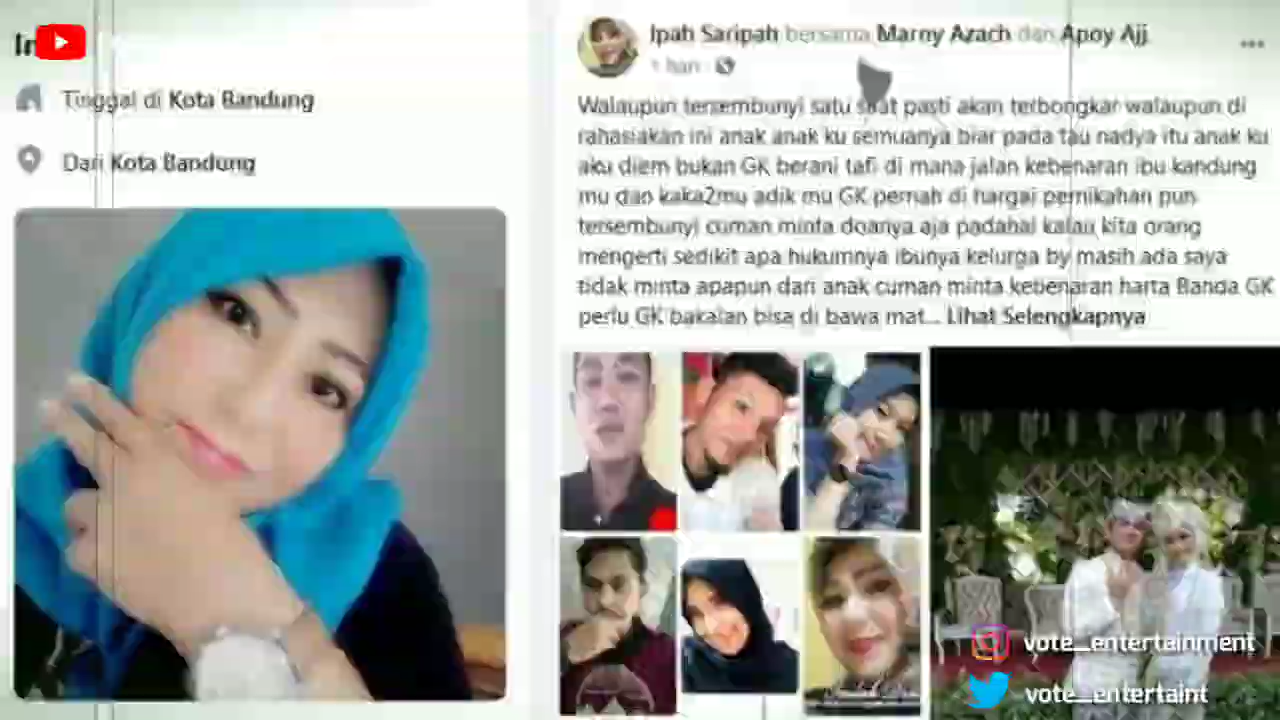 In
Tinggal di Kota Bandung
Dari Kota Bandung
Ipah Saripah bersama Marny Azach dan Apoy Ajj
1 hari
Walaupun tersembunyi satu saat pasti akan terbongkar walaupun di
rahasiakan ini anak anak ku semuanya biar pada tau nadya itu anak ku
aku diem bukan GK berani tafi di mana jalan kebenaran ibu kandung
mu dan kaka2mu adik mu GK pernah di hargai pernikahan pun
tersembunyi cuman minta doanya aja padahal kalau kita orang
mengerti sedikit apa hukumnya ibunya kelurga by masih ada saya
tidak minta apapun dari anak cuman minta kebenaran harta Banda GK
perlu GK bakalan bisa di bawa mat... Lihat Selengkapnya
vote_entertainment
vote_entertaint